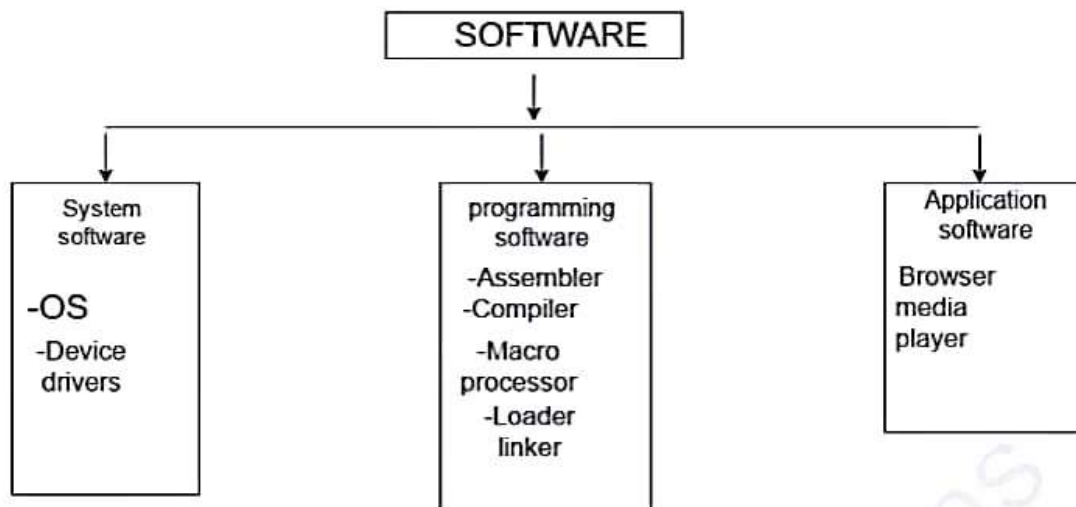 SOFTWARE
System
software
-OS
-Device
drivers
programming
software
-Assembler
-Compiler
-Macro
processor
-Loader
linker
Application
software
Browser
media
player